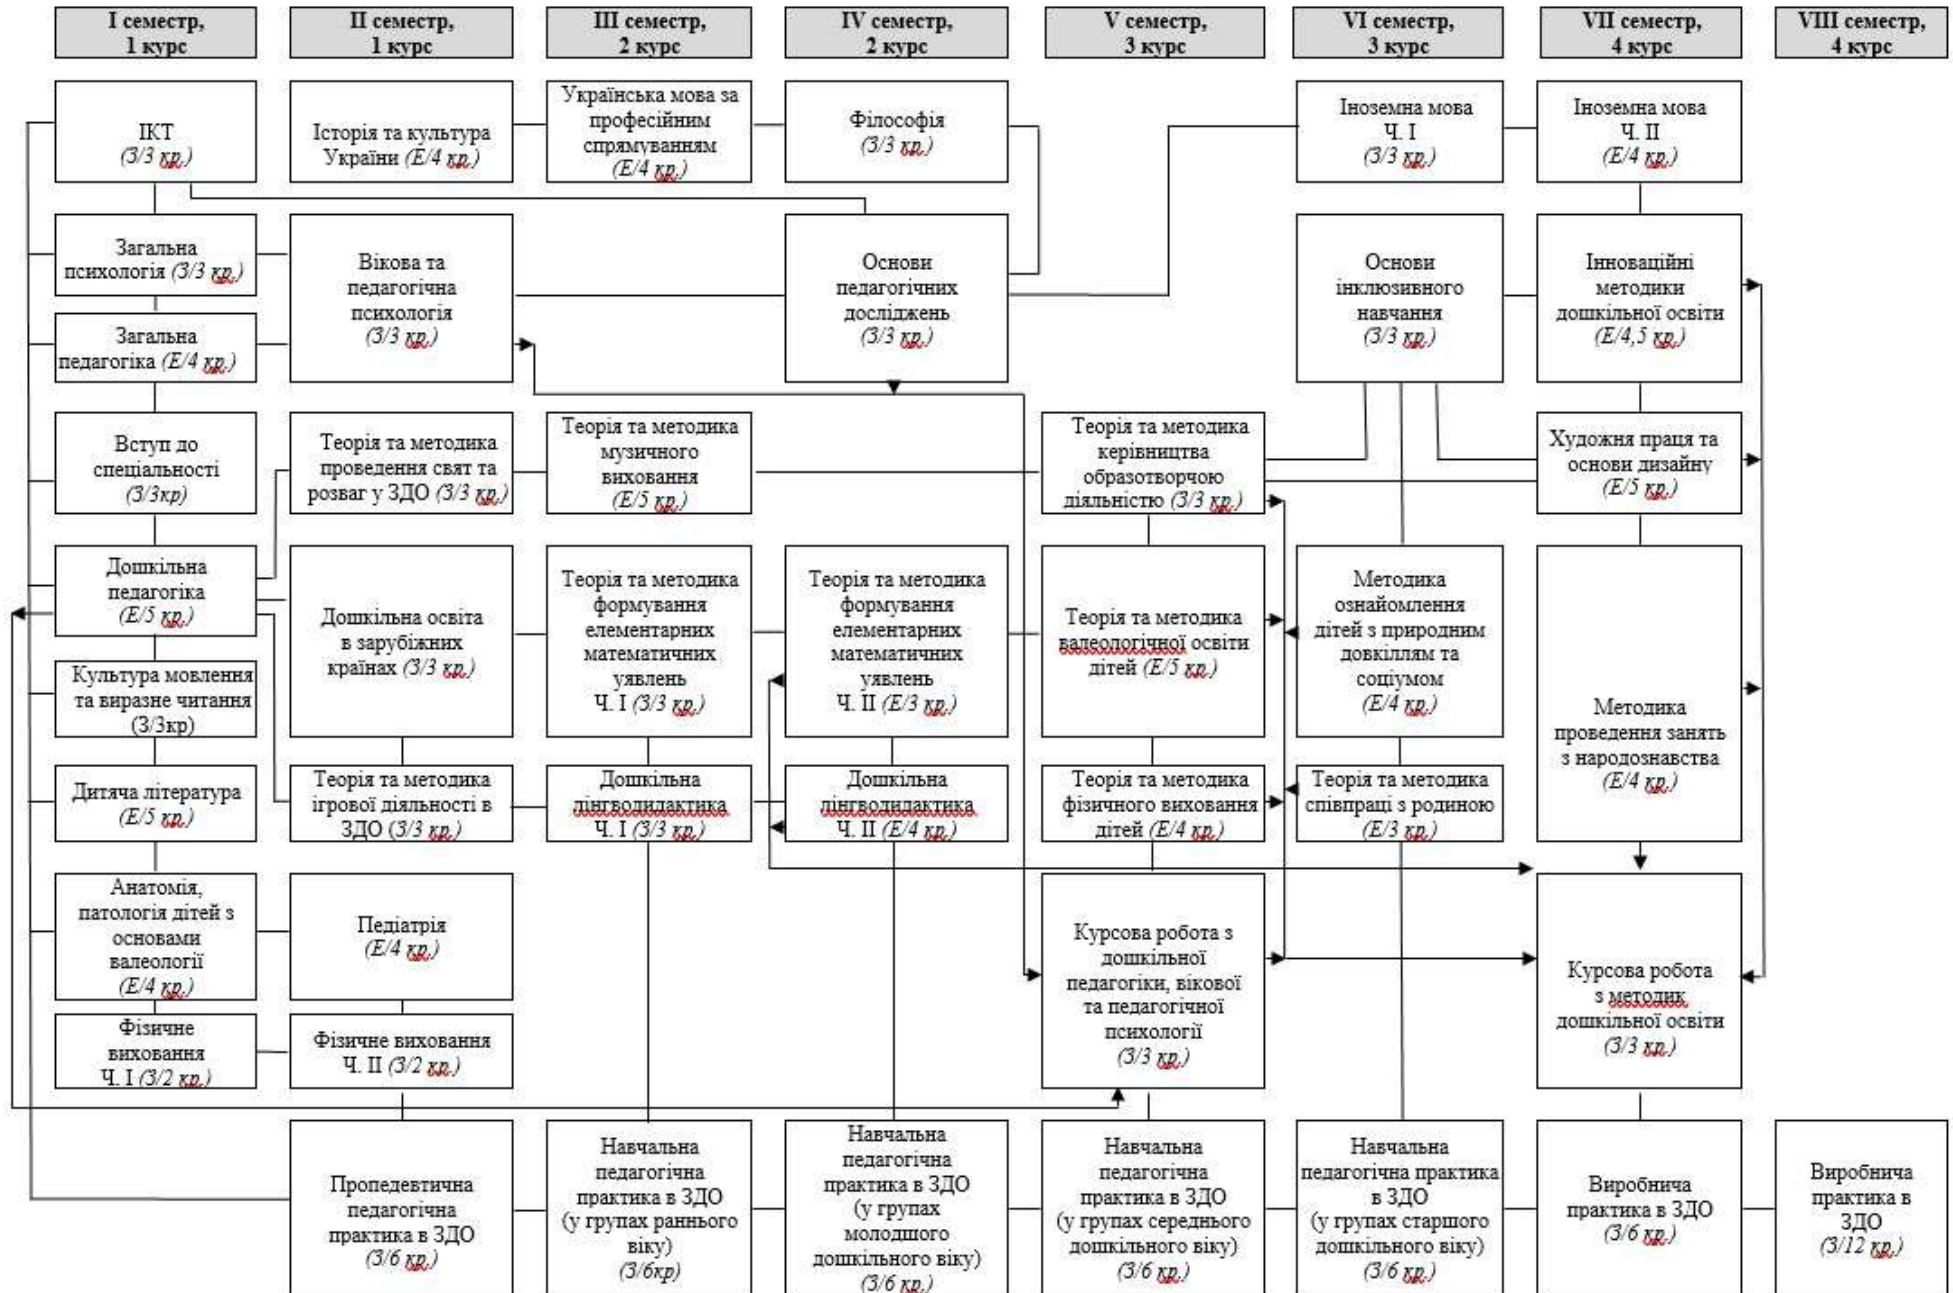 I семестр,
1 курс
II семестр,
1 курс
III семестр,
2 курс
IV семестр,
2 курс
V семестр,
3 курс
VI семестр,
3 курс
VII семестр,
4 курс
VIII семестр,
4 курс
ІКТ
(З/3 кр.)
Історія та культура
України (Е/4 кр.)
Українська мова за
професійним
спрямуванням
(Е/4 кр.)
Філософія
(З/3 кр.)
Іноземна мова
Ч. І
(З/3 кр.)
Іноземна мова
Ч. ІІ
(Е/4 кр.)
Загальна
психологія (З/3 кр.)
Вікова та
педагогічна
психологія
(З/3 кр.)
Основи
педагогічних
досліджень
(З/3 кр.)
Основи
інклюзивного
навчання
(З/3 кр.)
Інноваційні
методики
дошкільної освіти
(Е/4,5 кр.)
Загальна
педагогіка (Е/4 кр.)
Вступ до
спеціальності
(З/3кр)
Теорія та методика
проведення свят та
розваг у ЗДО (З/3 кр.)
Теорія та методика
музичного
виховання
(Е/5 кр.)
Теорія та методика
керівництва
образотворчою
діяльністю (З/3 кр.)
Художня праця та
основи дизайну
(Е/5 кр.)
Дошкільна
педагогіка
(Е/5 кр.)
Дошкільна освіта
в зарубіжних
країнах (З/3 кр.)
Теорія та методика
формування
елементарних
математичних
уявлень
Ч. І (З/3 кр.)
Теорія та методика
формування
елементарних
математичних
уявлень
Ч. ІІ (Е/3 кр.)
Теорія та методика
валеологічної освіти
дітей (Е/5 кр.)
Методика
ознайомлення
дітей з природним
довкіллям та
соціумом
(Е/4 кр.)
Методика
проведення занять
з народознавства
(Е/4 кр.)
Культура мовлення
та виразне читання
(З/3кр)
Дитяча література
(Е/5 кр.)
Теорія та методика
ігрової діяльності в
ЗДО (З/3 кр.)
Дошкільна
лінгводидактика
Ч. І (З/3 кр.)
Дошкільна
лінгводидактика
Ч. ІІ (Е/4 кр.)
Теорія та методика
фізичного виховання
дітей (Е/4 кр.)
Теорія та методика
співпраці з родиною
(Е/3 кр.)
Анатомія,
патологія дітей з
основами
валеології
(Е/4 кр.)
Педіатрія
(Е/4 кр.)
Курсова робота з
дошкільної
педагогіки, вікової
та педагогічної
психології
(З/3 кр.)
Курсова робота
з методик
дошкільної освіти
(З/3 кр.)
Фізичне
виховання
Ч. І (З/2 кр.)
Фізичне виховання
Ч. ІІ (З/2 кр.)
Пропедевтична
педагогічна
практика в ЗДО
(З/6 кр.)
Навчальна
педагогічна
практика в ЗДО
(у групах раннього
віку)
(З/6кр)
Навчальна
педагогічна
практика в ЗДО
(у групах
молодшого
дошкільного віку)
(З/6 кр.)
Навчальна
педагогічна
практика в ЗДО
(у групах середнього
дошкільного віку)
(З/6 кр.)
Навчальна
педагогічна практика
в ЗДО
(у групах старшого
дошкільного віку)
(З/6 кр.)
Виробнича
практика в ЗДО
(З/6 кр.)
Виробнича
практика в
ЗДО
(З/12 кр.)